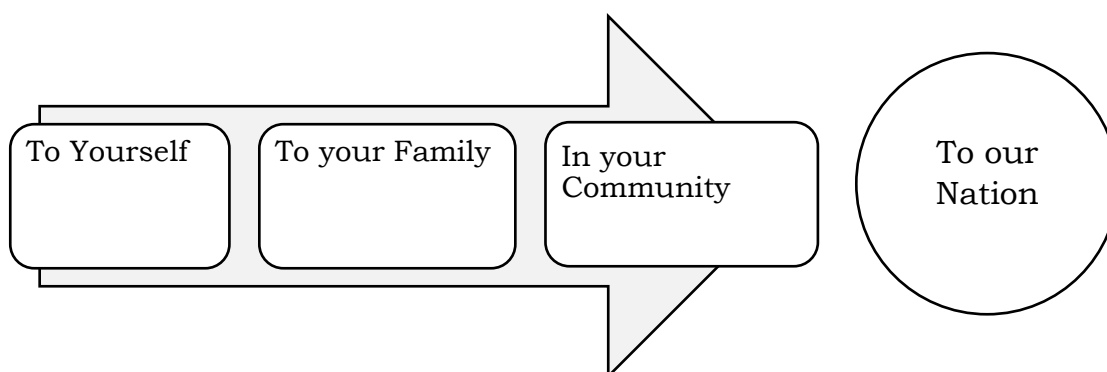 To Yourself
To your Family
In your
Community
To our
Nation